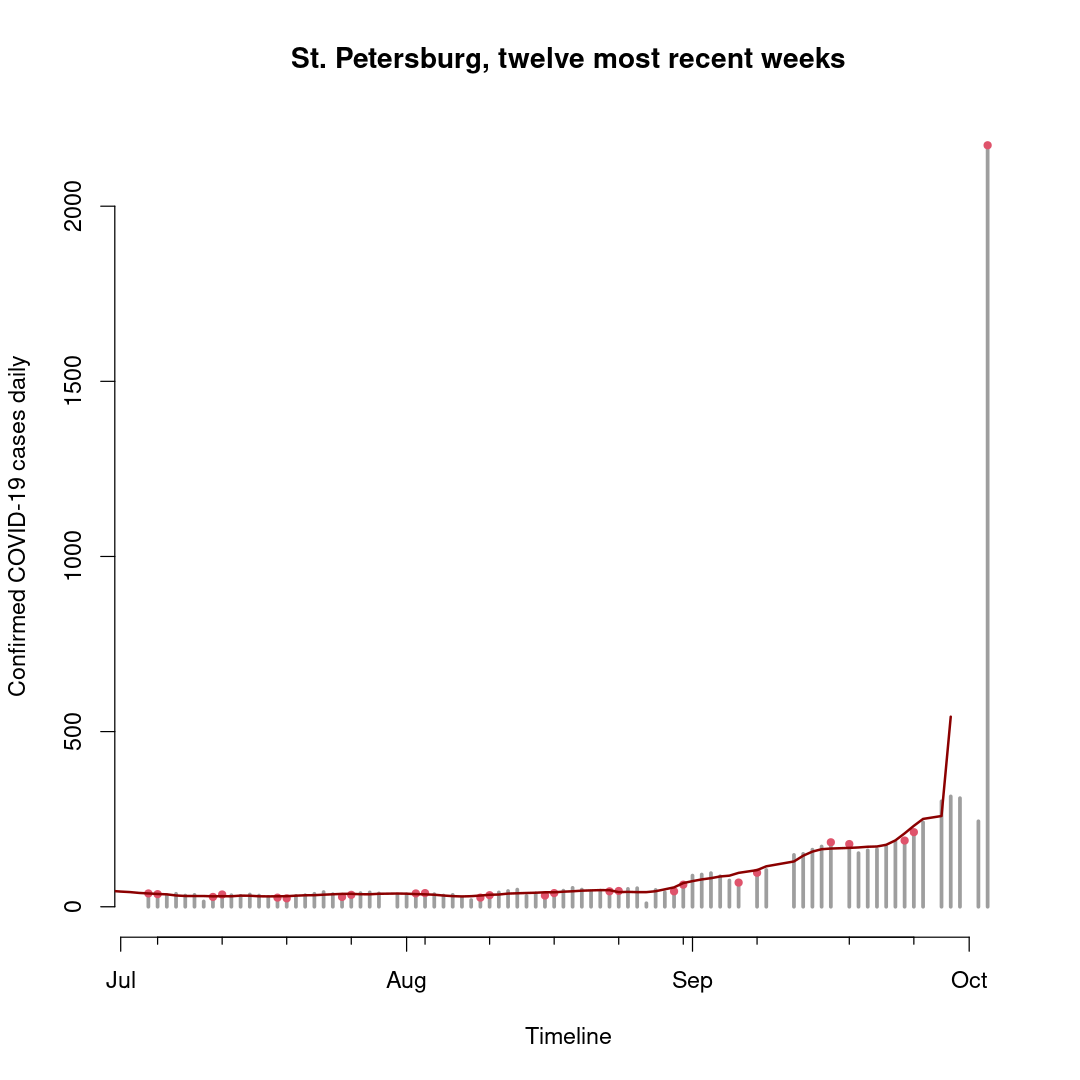 St. Petersburg, twelve most recent weeks
Confirmed COVID-19 cases daily
2000
1500
1000
500
0
Jul Aug Sep Oct
Timeline